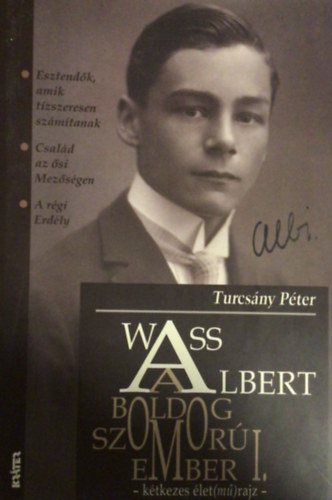 Esztendők,
amik
tízszeresen
számítanak
Család
az ősi
Mezőségen
A régi
Erdély
Albi.
Turcsány Péter
WASS
ALBERT
A
BOLDOG
SZOMORÚ
EMBER I.
- kétkezes élet(mű)rajz -
KRÁTER